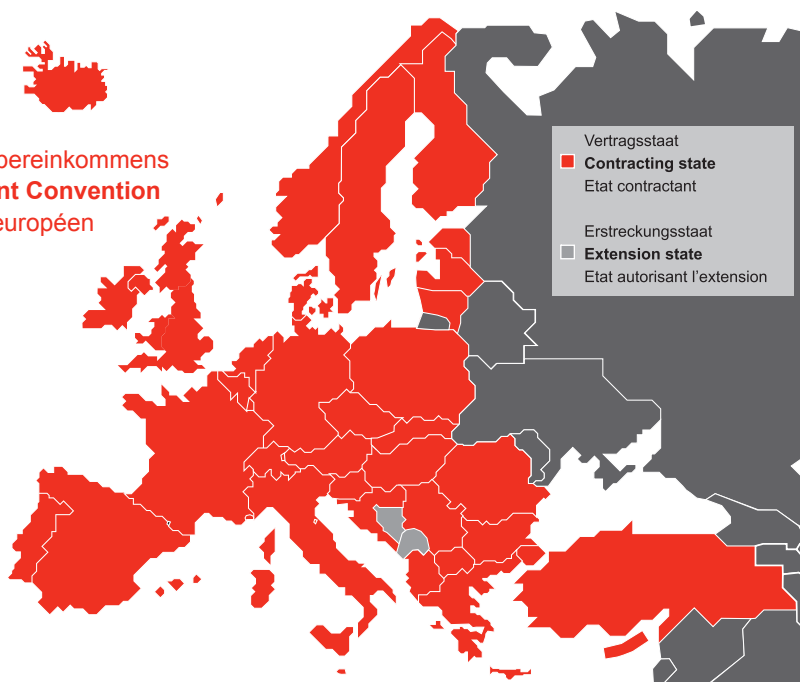 bereinkommens
nt Convention
européen
Vertragsstaat
Contracting state
Etat contractant
Erstreckungsstaat
Extension state
Etat autorisant l’extension